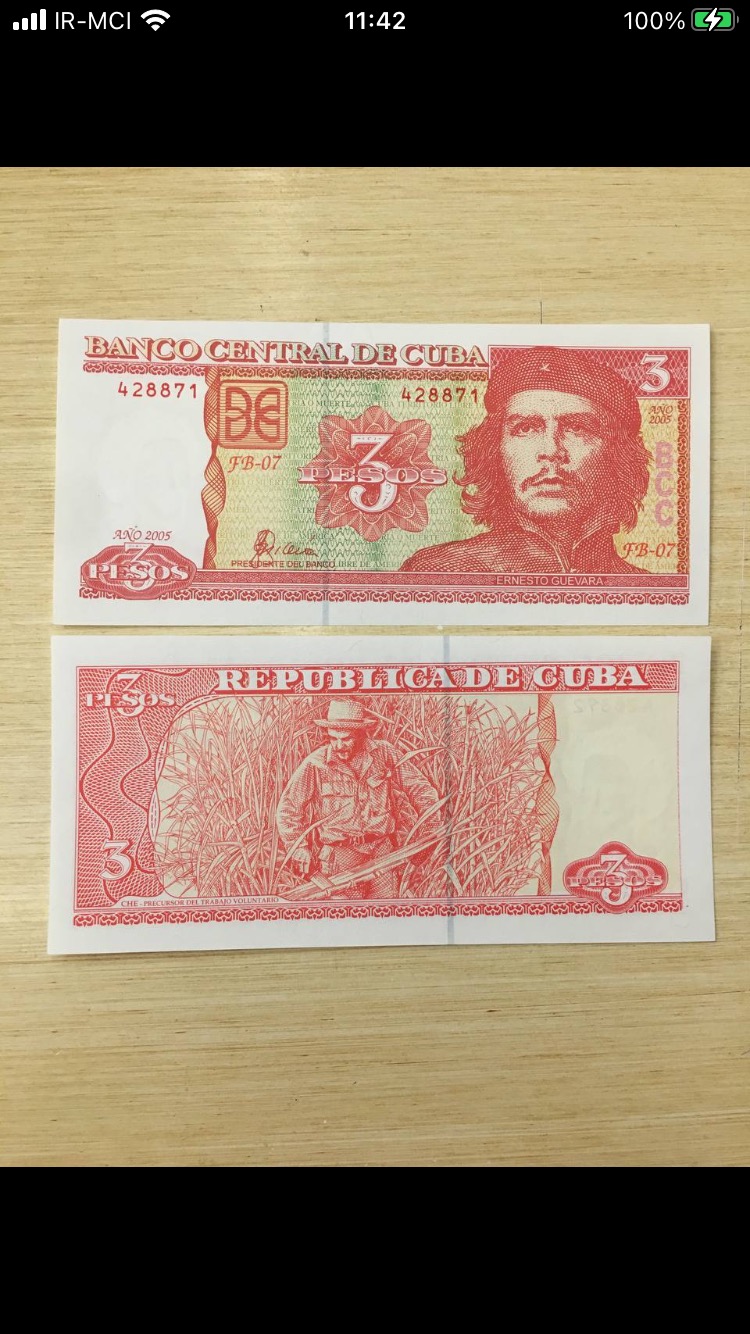 IR-MCI
11:42
100%
BANCO CENTRAL DE CUBA
3
428871
428871
AÑO
2005
BCC
FB-07
3
PESOS
AÑO 2005
3
PESOS
PRESIDENTE DEL BANCO
FB-07
ERNESTO GUEVARA
3
PESOS
REPUBLICA DE CUBA
3
3
PESOS
CHE - PRECURSOR DEL TRABAJO VOLUNTARIO